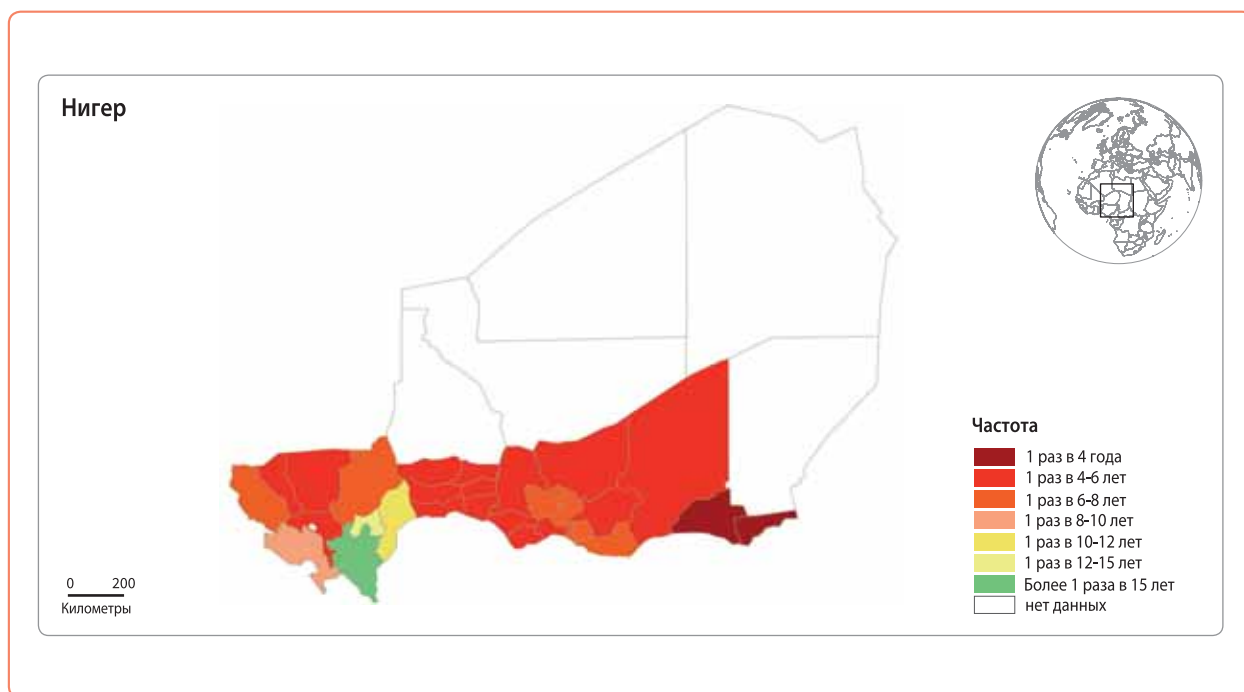 Нигер
Частота
1 раз в 4 года
1 раз в 4-6 лет
1 раз в 6-8 лет
1 раз в 8-10 лет
1 раз в 10-12 лет
1 раз в 12-15 лет
Более 1 раза в 15 лет
нет данных
0 200
Километры